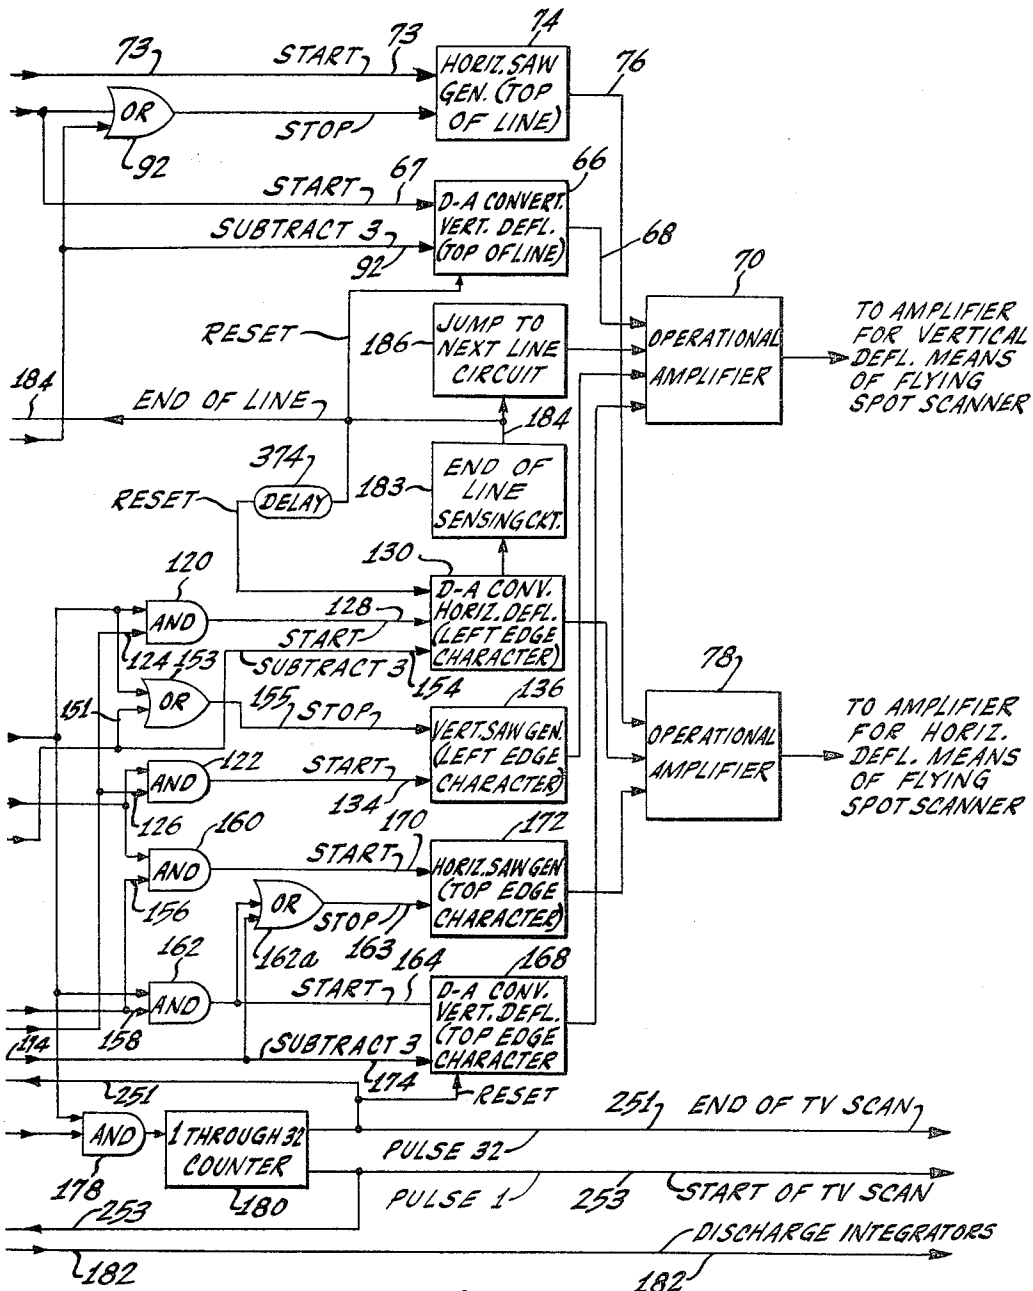 74
73
START
73
HORIZ. SAW
GEN. (TOP
OF LINE)
76
OR
STOP
92
START
67
66
D-A CONVERT.
VERT. DEFL.
(TOP OF LINE)
SUBTRACT 3
92
68
70
RESET
186
JUMP TO
NEXT LINE
CIRCUIT
OPERATIONAL
AMPLIFIER
TO AMPLIFIER
FOR VERTICAL
DEFL. MEANS
OF FLYING
SPOT SCANNER
184
END OF LINE
184
374
RESET
DELAY
183
END OF
LINE
SENSING CKT.
130
120
AND
128
START
D-A CONV.
HORIZ. DEFL.
(LEFT EDGE
CHARACTER)
124
153
SUBTRACT 3
154
136
78
151
OR
155
STOP
VERT. SAW GEN.
(LEFT EDGE
CHARACTER)
OPERATIONAL
AMPLIFIER
TO AMPLIFIER
FOR HORIZ.
DEFL. MEANS
OF FLYING
SPOT SCANNER
AND
122
START
134
126
160
170
172
AND
START
HORIZ. SAW GEN
(TOP EDGE
CHARACTER)
156
OR
STOP
163
162
162a
164
168
AND
START
D-A CONV.
VERT. DEFL.
(TOP EDGE
CHARACTER
158
174
SUBTRACT 3
174
251
RESET
251
END OF TV SCAN
AND
1 THROUGH 32
COUNTER
PULSE 32
178
180
PULSE 1
253
START OF TV SCAN
253
DISCHARGE INTEGRATORS
182
182